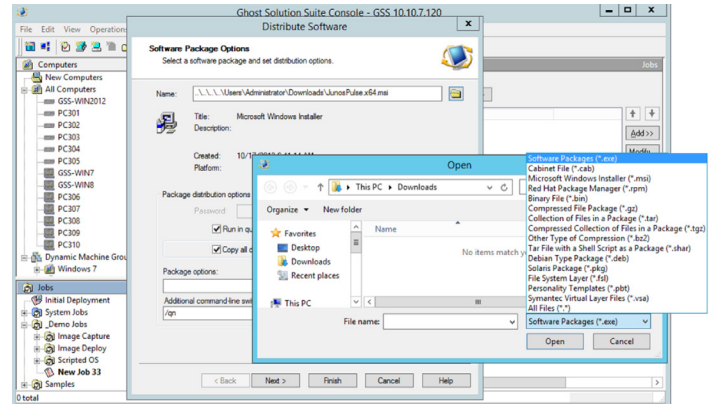 Ghost Solution Suite Console - GSS 10.10.7.120
File Edit View Operation
Computers
New Computers
All Computers
GSS-WIN2012
PC301
PC302
PC303
PC304
PC305
GSS-WIN7
GSS-WIN8
PC306
PC307
PC308
PC309
PC310
Dynamic Machine Grou
Windows 7
Jobs
Initial Deployment
System Jobs
_Demo Jobs
Image Capture
Image Deploy
Scripted OS
New Job 33
Samples
0 total
Jobs
Add >>
Modify
Distribute Software
x
Software Package Options
Select a software package and set distribution options.
Name: ..\..\..\..\Users\Administrator\Downloads\JunosPulse.x64.msi
Title: Microsoft Windows Installer
Description:
Created:
Platform:
Package distribution options
Password
Run in qu
Copy all d
Package options:
Additional command-line swi
/qn
< Back Next > Finish Cancel Help
Open
This PC Downloads
Organize New folder
Favorites
Desktop
Downloads
Recent places
This PC
Name
No items match y
File name:
Software Packages (*.exe)
Open Cancel
Software Packages (*.exe)
Cabinet File (*.cab)
Microsoft Windows Installer (*.msi)
Red Hat Package Manager (*.rpm)
Binary File (*.bin)
Compressed File Package (*.gz)
Collection of Files in a Package (*.tar)
Compressed Collection of Files in a Package (*.tgz)
Other Type of Compression (*.bz2)
Tar File with a Shell Script as a Package (*.shar)
Debian Type Package (*.deb)
Solaris Package (*.pkg)
File System Layer (*.fsl)
Personality Templates (*.pbt)
Symantec Virtual Layer Files (*.vsa)
All Files (*.*)